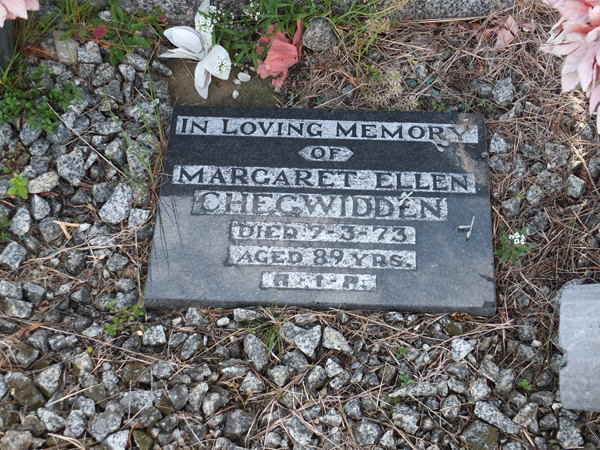 IN LOVING MEMORY
OF
MARGARET ELLEN
CHEGWIDDEN
DIED 7-3-73
AGED 89 YRS.
R-I-P.